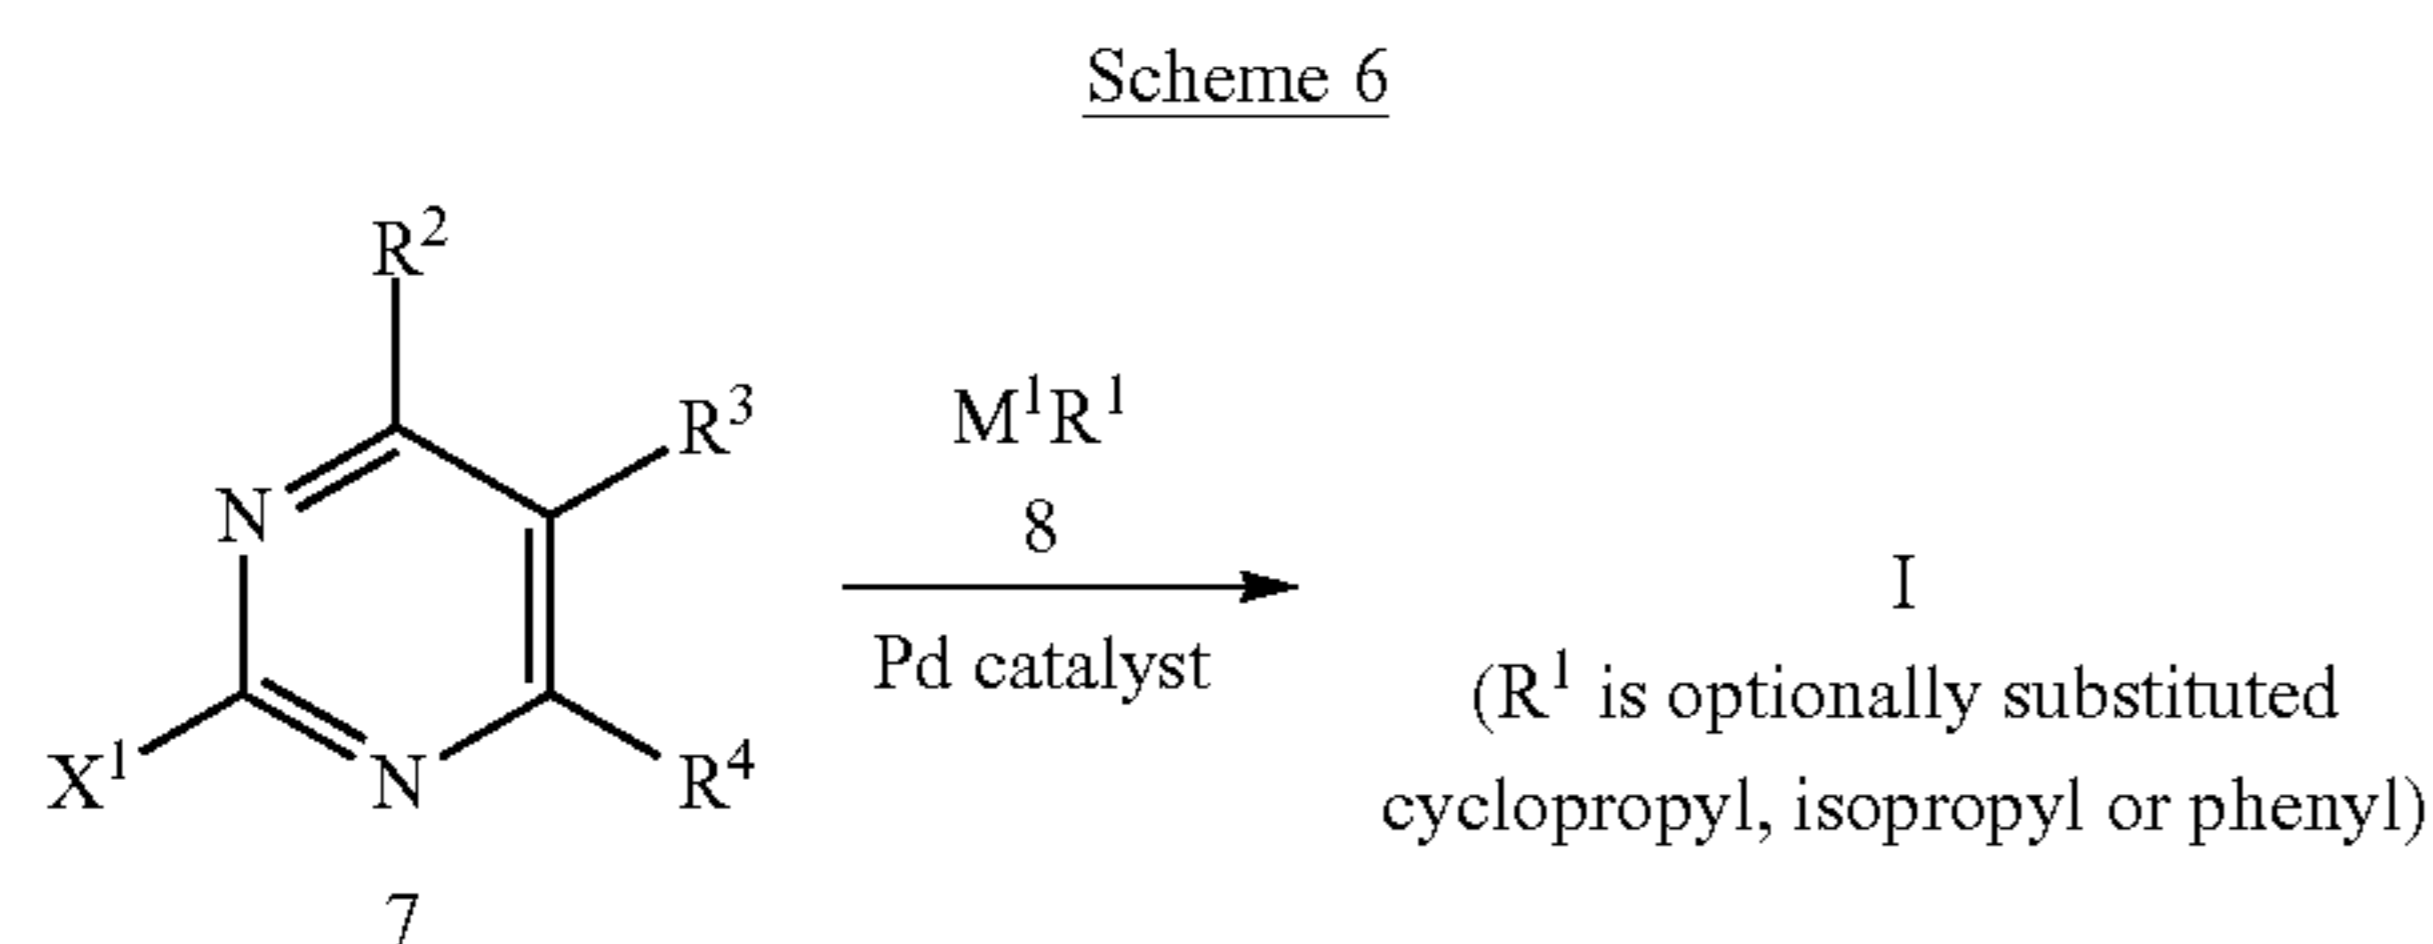 Scheme 6
R²
R³
N
X¹
N
R⁴
7
M¹R¹
8
Pd catalyst
I
(R¹ is optionally substituted
cyclopropyl, isopropyl or phenyl)